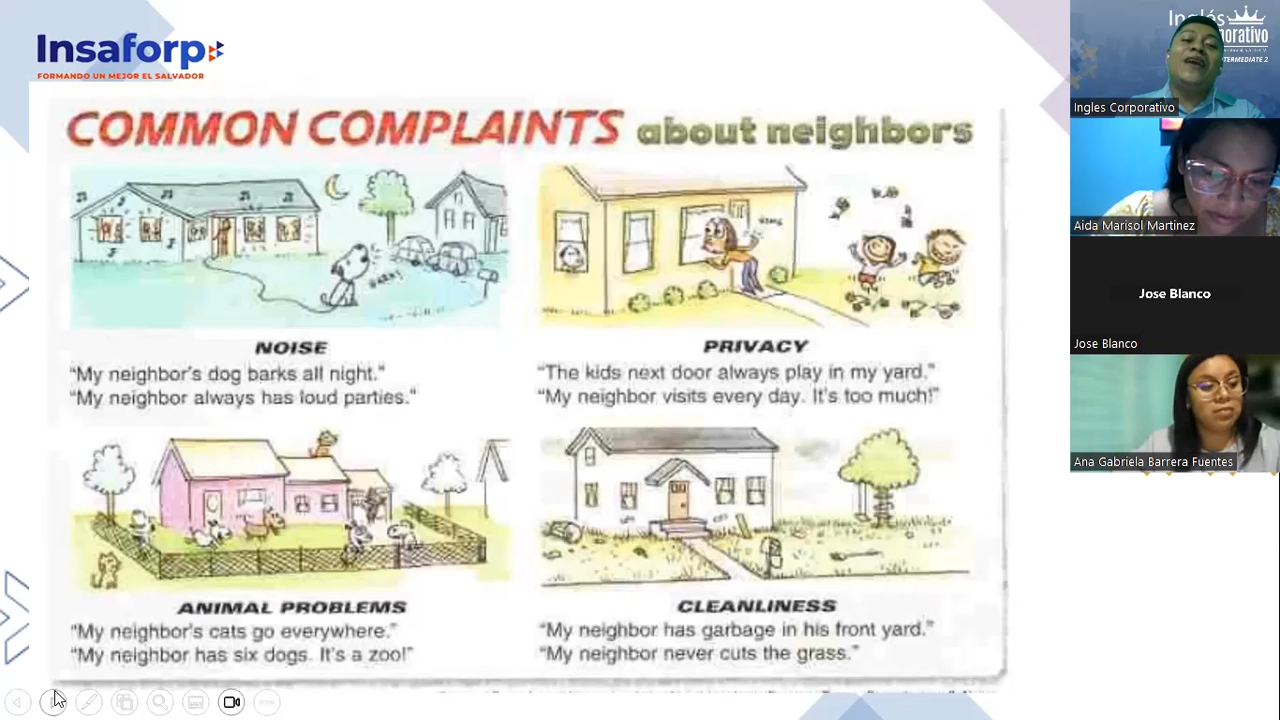 Insaforp
FORMANDO UN MEJOR EL SALVADOR
COMMON COMPLAINTS about neighbors
BARK!
NOISE
"My neighbor's dog barks all night."
"My neighbor always has loud parties."
PRIVACY
"The kids next door always play in my yard."
"My neighbor visits every day. It's too much!"
ANIMAL PROBLEMS
"My neighbor's cats go everywhere."
"My neighbor has six dogs. It's a zoo!"
CLEANLINESS
"My neighbor has garbage in his front yard."
"My neighbor never cuts the grass."
Inglés
Ingles Corporativo
Aida Marisol Martinez
Jose Blanco
Jose Blanco
Ana Gabriela Barrera Fuentes